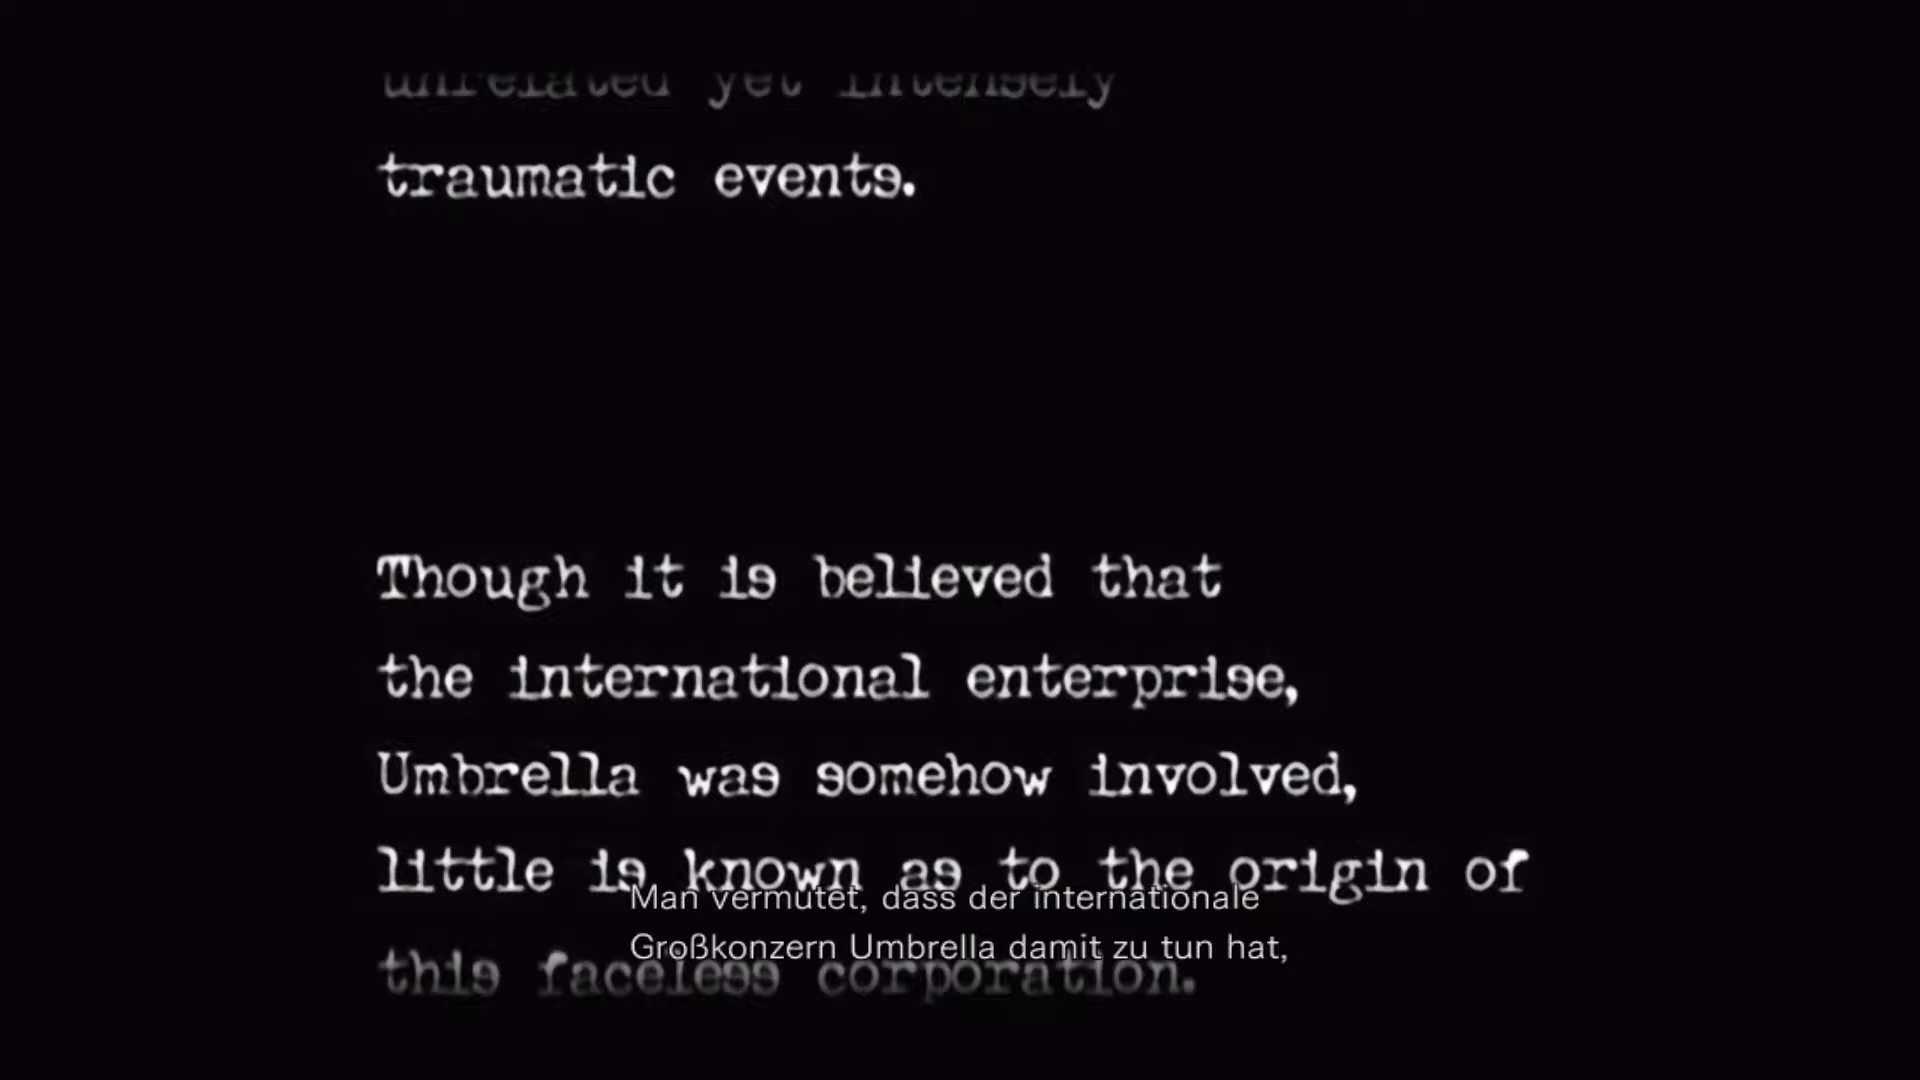 unrelated yet intensely
traumatic events.
Though it is believed that
the international enterprise,
Umbrella was somehow involved,
little is known as to the origin of
Man vermutet, dass der internationale
Großkonzern Umbrella damit zu tun hat,
this faceless corporation.